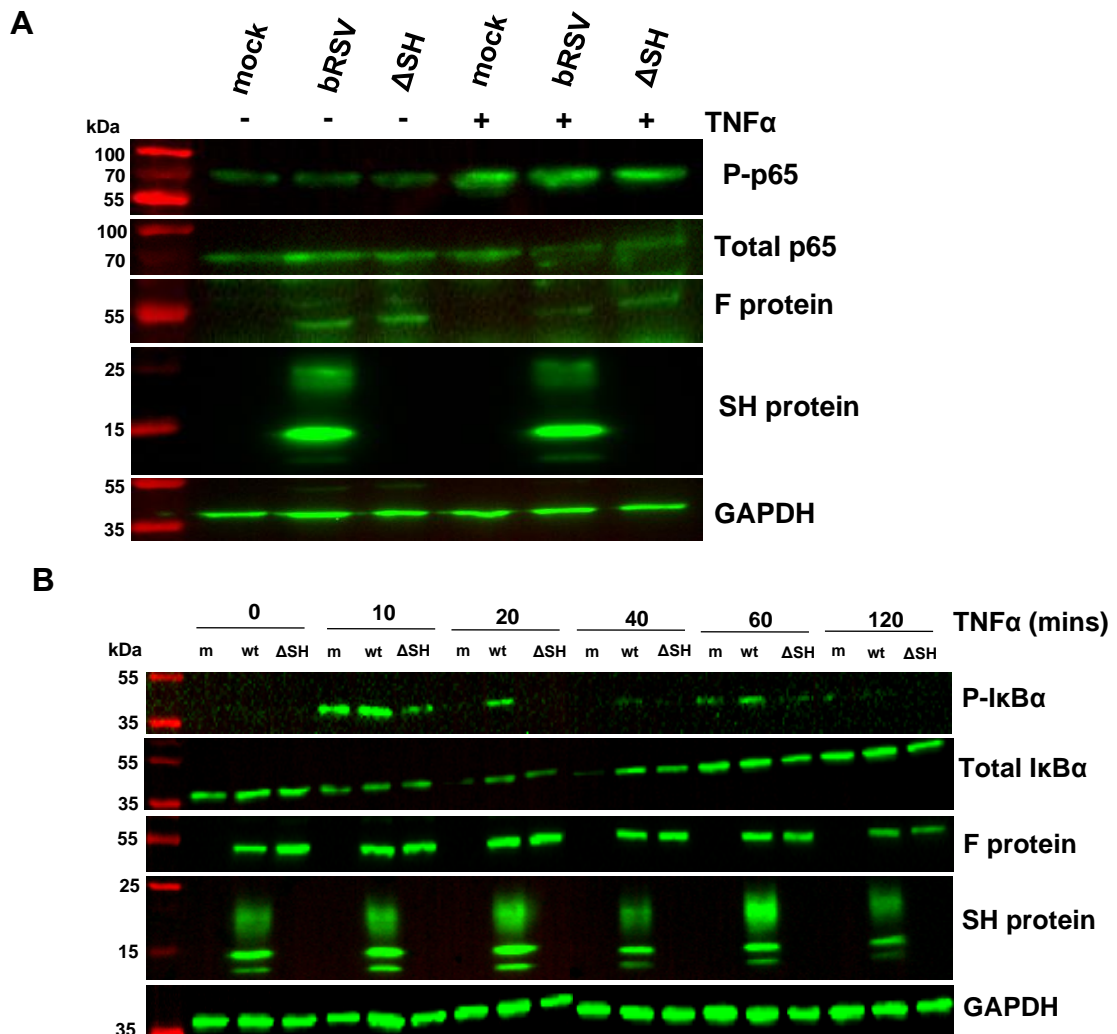 A
mock bRSV ΔSH mock bRSV ΔSH
- - - + + + TNFα
kDa
100
70
55
P-p65
100
70
Total p65
55
F protein
25
15
SH protein
55
35
GAPDH
B
0 10 20 40 60 120 TNFα (mins)
kDa m wt ΔSH m wt ΔSH m wt ΔSH m wt ΔSH m wt ΔSH m wt ΔSH
55
35
P-IκBα
55
35
Total IκBα
55
F protein
25
15
SH protein
35
GAPDH